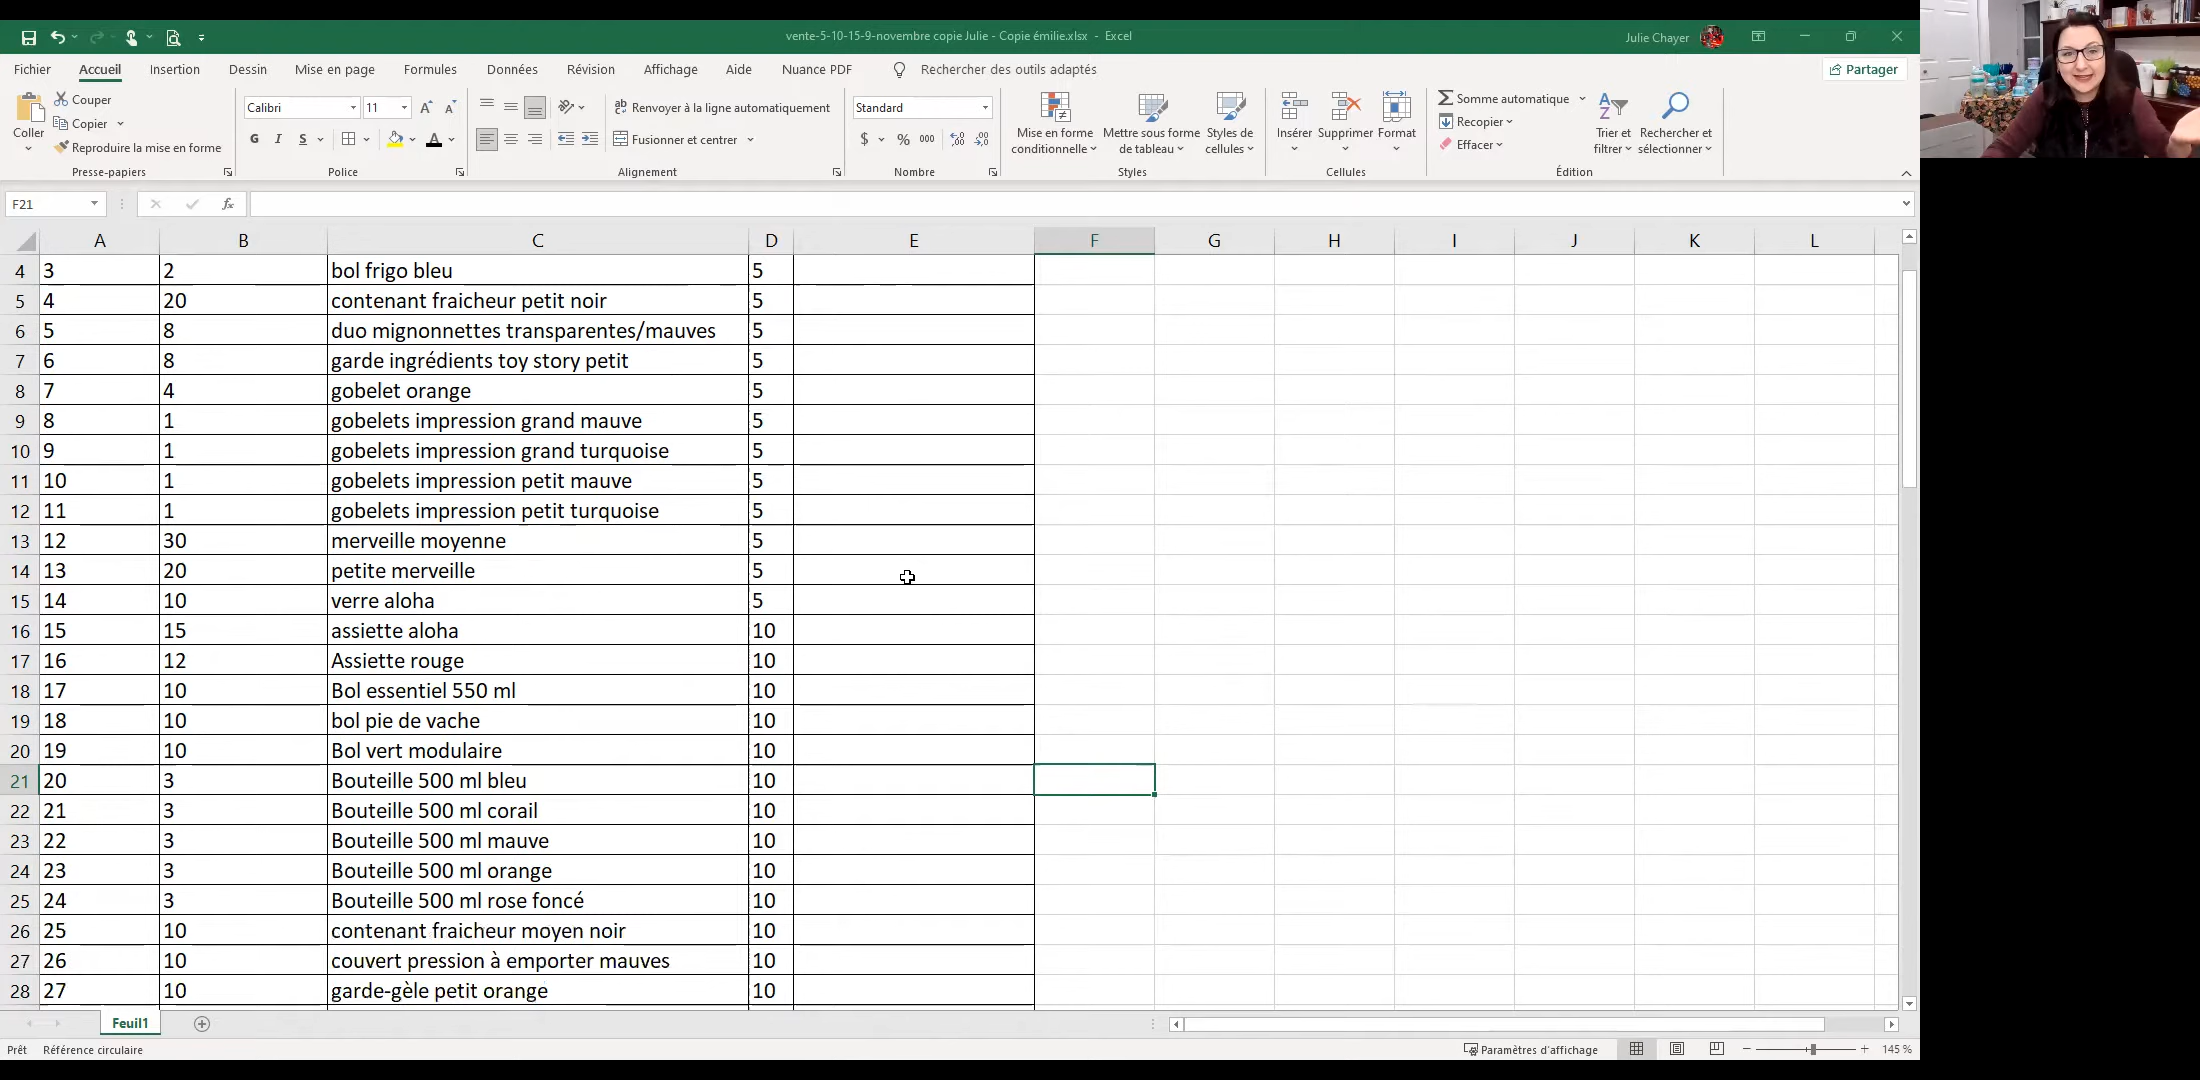 vente-5-10-15-9-novembre copie Julie - Copie émilie.xlsx - Excel
Julie Chayer
Fichier Accueil Insertion Dessin Mise en page Formules Données Révision Affichage Aide Nuance PDF Rechercher des outils adaptés Partager
Coller
Couper
Copier
Reproduire la mise en forme
Presse-papiers
Calibri 11
G I S
Police
Renvoyer à la ligne automatiquement
Fusionner et centrer
Alignement
Standard
$ % 000
Nombre
Mise en forme conditionnelle
Mettre sous forme de tableau
Styles de cellules
Styles
Insérer Supprimer Format
Cellules
Somme automatique
Recopier
Effacer
Trier et filtrer
Rechercher et sélectionner
Édition
F21 fx
A B C D E F G H I J K L
4 3 2 bol frigo bleu 5
5 4 20 contenant fraicheur petit noir 5
6 5 8 duo mignonnettes transparentes/mauves 5
7 6 8 garde ingrédients toy story petit 5
8 7 4 gobelet orange 5
9 8 1 gobelets impression grand mauve 5
10 9 1 gobelets impression grand turquoise 5
11 10 1 gobelets impression petit mauve 5
12 11 1 gobelets impression petit turquoise 5
13 12 30 merveille moyenne 5
14 13 20 petite merveille 5
15 14 10 verre aloha 5
16 15 15 assiette aloha 10
17 16 12 Assiette rouge 10
18 17 10 Bol essentiel 550 ml 10
19 18 10 bol pie de vache 10
20 19 10 Bol vert modulaire 10
21 20 3 Bouteille 500 ml bleu 10
22 21 3 Bouteille 500 ml corail 10
23 22 3 Bouteille 500 ml mauve 10
24 23 3 Bouteille 500 ml orange 10
25 24 3 Bouteille 500 ml rose foncé 10
26 25 10 contenant fraicheur moyen noir 10
27 26 10 couvert pression à emporter mauves 10
28 27 10 garde-gèle petit orange 10
Feuil1
Prêt Référence circulaire Paramètres d'affichage 145 %